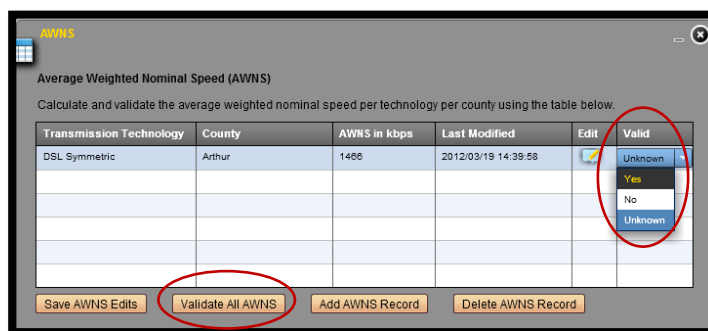 AWNS
Average Weighted Nominal Speed (AWNS)
Calculate and validate the average weighted nominal speed per technology per county using the table below.
Transmission Technology County AWNS in kbps Last Modified Edit Valid
DSL Symmetric Arthur 1466 2012/03/19 14:39:58 Unknown
Yes
No
Unknown
Save AWNS Edits Validate All AWNS Add AWNS Record Delete AWNS Record